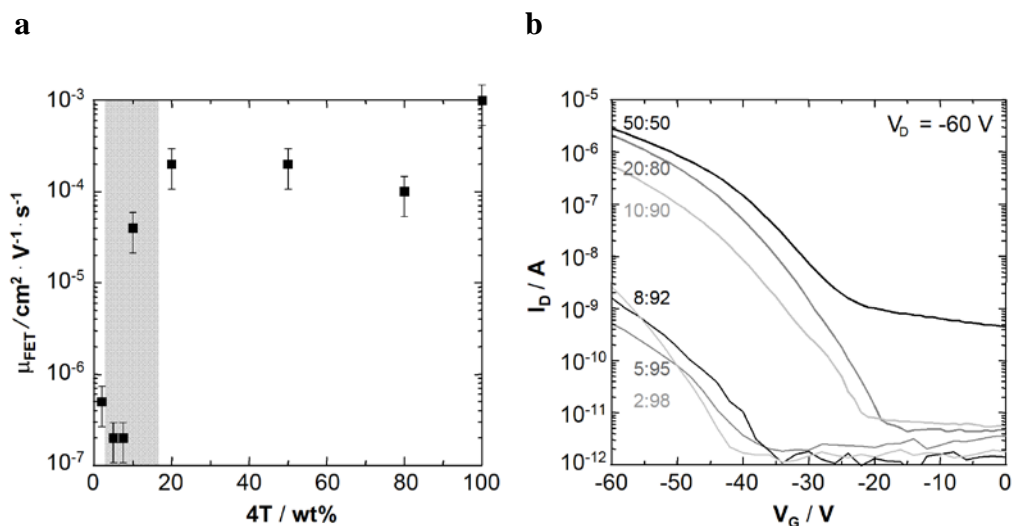 a
b
10⁻³
10⁻⁴
10⁻⁵
10⁻⁶
10⁻⁷
μFET / cm² · V⁻¹ · s⁻¹
0 20 40 60 80 100
4T / wt%
10⁻⁵
10⁻⁶
10⁻⁷
10⁻⁸
10⁻⁹
10⁻¹⁰
10⁻¹¹
10⁻¹²
I_D / A
50:50
V_D = -60 V
20:80
10:90
8:92
5:95
2:98
-60 -50 -40 -30 -20 -10 0
V_G / V